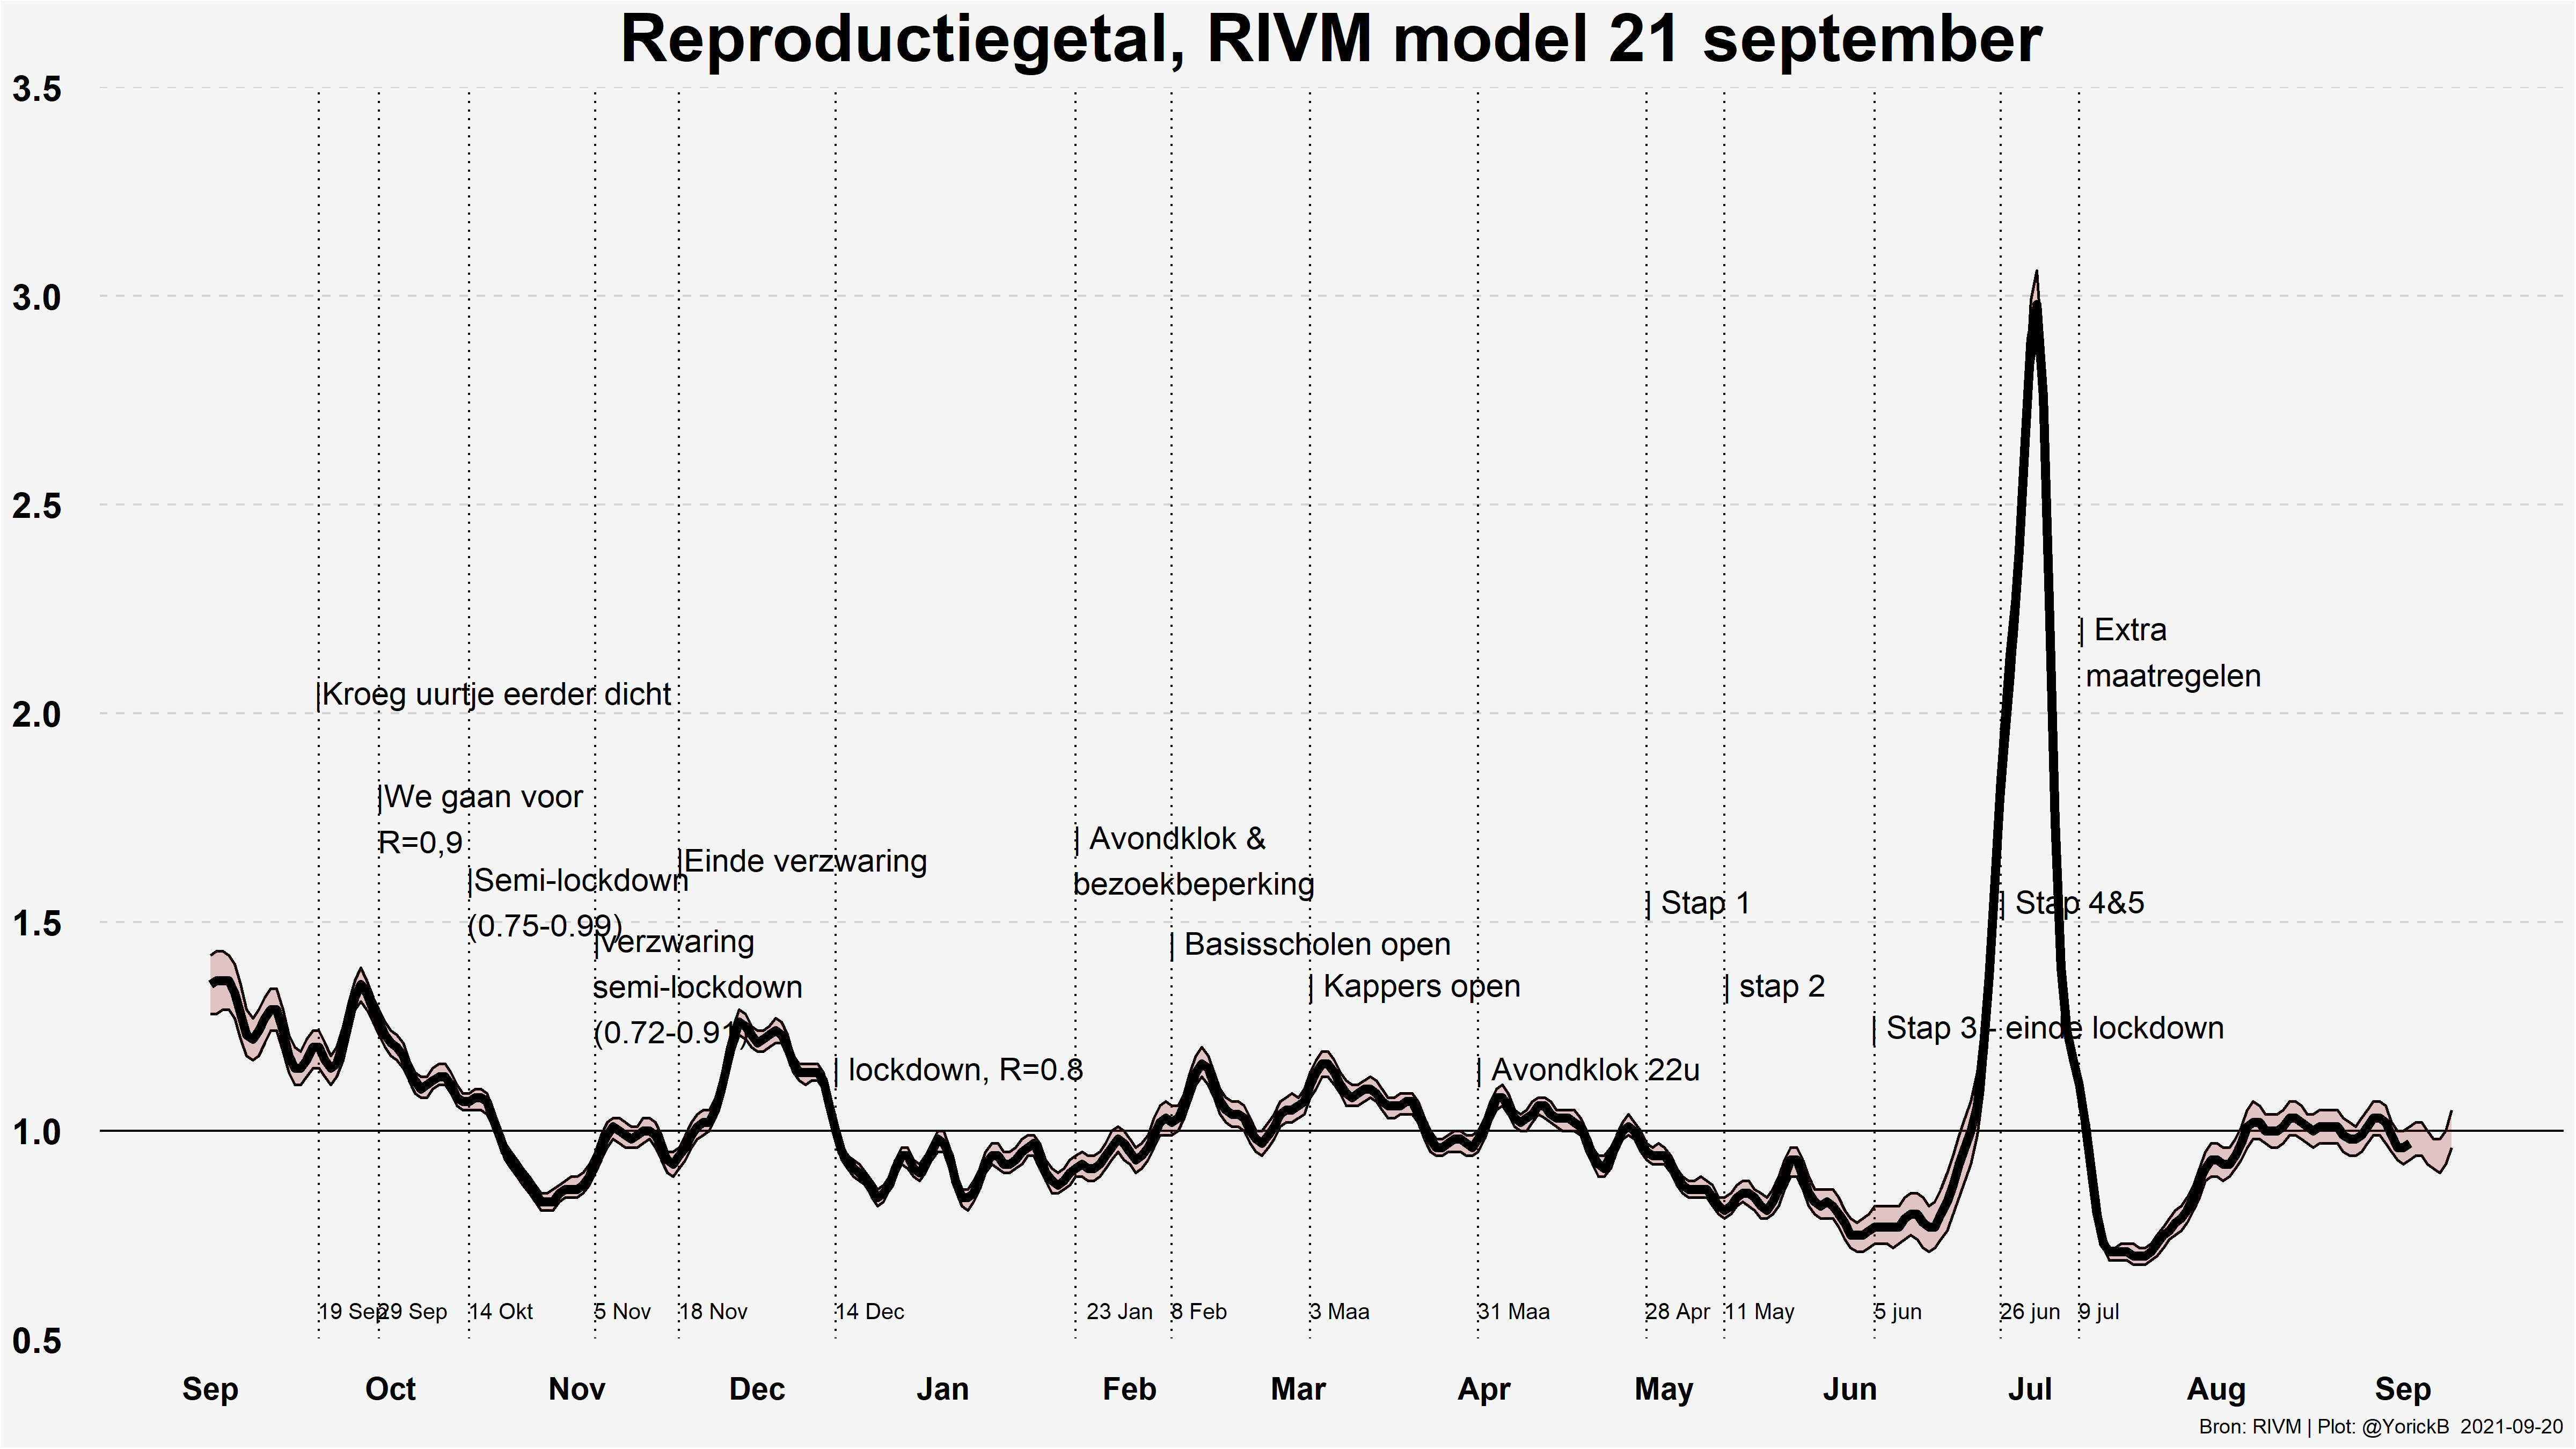 Reproductiegetal, RIVM model 21 september
3.5
3.0
2.5
2.0
1.5
1.0
0.5
|Kroeg uurtje eerder dicht
|We gaan voor
R=0,9
|Semi-lockdown
(0.75-0.99)
|verzwaring
semi-lockdown
(0.72-0.91)
|Einde verzwaring
| lockdown, R=0.8
| Avondklok &
bezoekbeperking
| Basisscholen open
| Kappers open
| Avondklok 22u
| Stap 1
| stap 2
| Stap 3 - einde lockdown
| Stap 4&5
| Extra
maatregelen
19 Sep
29 Sep
14 Okt
5 Nov
18 Nov
14 Dec
23 Jan
8 Feb
3 Maa
31 Maa
28 Apr
11 May
5 jun
26 jun
9 jul
Sep
Oct
Nov
Dec
Jan
Feb
Mar
Apr
May
Jun
Jul
Aug
Sep
Bron: RIVM | Plot: @YorickB  2021-09-20